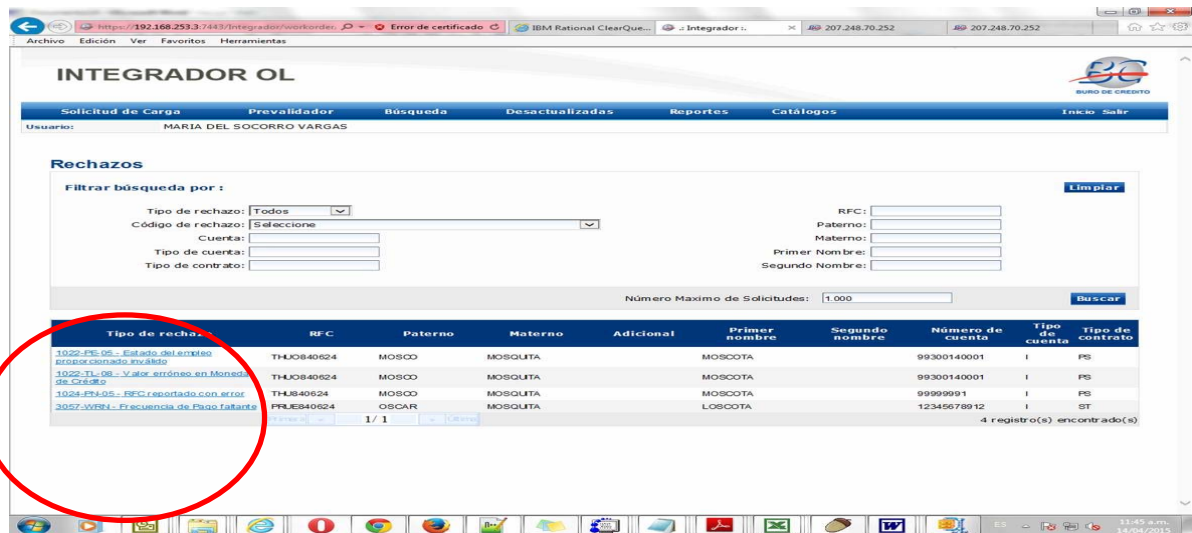 https://192.168.253.3:7443/Integrador/workorder. Error de certificado IBM Rational ClearQue... .: Integrador :. 207.248.70.252 207.248.70.252
Archivo Edición Ver Favoritos Herramientas
INTEGRADOR OL
BURO DE CREDITO
Solicitud de Carga Prevalidador Búsqueda Desactualizadas Reportes Catálogos Inicio Salir
Usuario: MARIA DEL SOCORRO VARGAS
Rechazos
Filtrar búsqueda por : Limpiar
Tipo de rechazo: Todos RFC:
Código de rechazo: Seleccione Paterno:
Cuenta: Materno:
Tipo de cuenta: Primer Nombre:
Tipo de contrato: Segundo Nombre:
Número Maximo de Solicitudes: 1.000 Buscar
Tipo de rechazo RFC Paterno Materno Adicional Primer nombre Segundo nombre Número de cuenta Tipo de cuenta Tipo de contrato
1022-PE-05 - Estado del empleo
proporcionado inválido THUO840624 MOSCO MOSQUITA MOSCOTA 99300140001 I PS
1022-TL-08 - Valor erróneo en Moneda
de Crédito THUO840624 MOSCO MOSQUITA MOSCOTA 99300140001 I PS
1024-PN-05 - RFC reportado con error THU840624 MOSCO MOSQUITA MOSCOTA 99999991 I PS
3057-WRN - Frecuencia de Pago faltante PRUE840624 OSCAR MOSQUITA LOSCOTA 12345678912 I ST
1/ 1 4 registro(s) encontrado(s)
ES 11:45 a.m.
14/04/2015